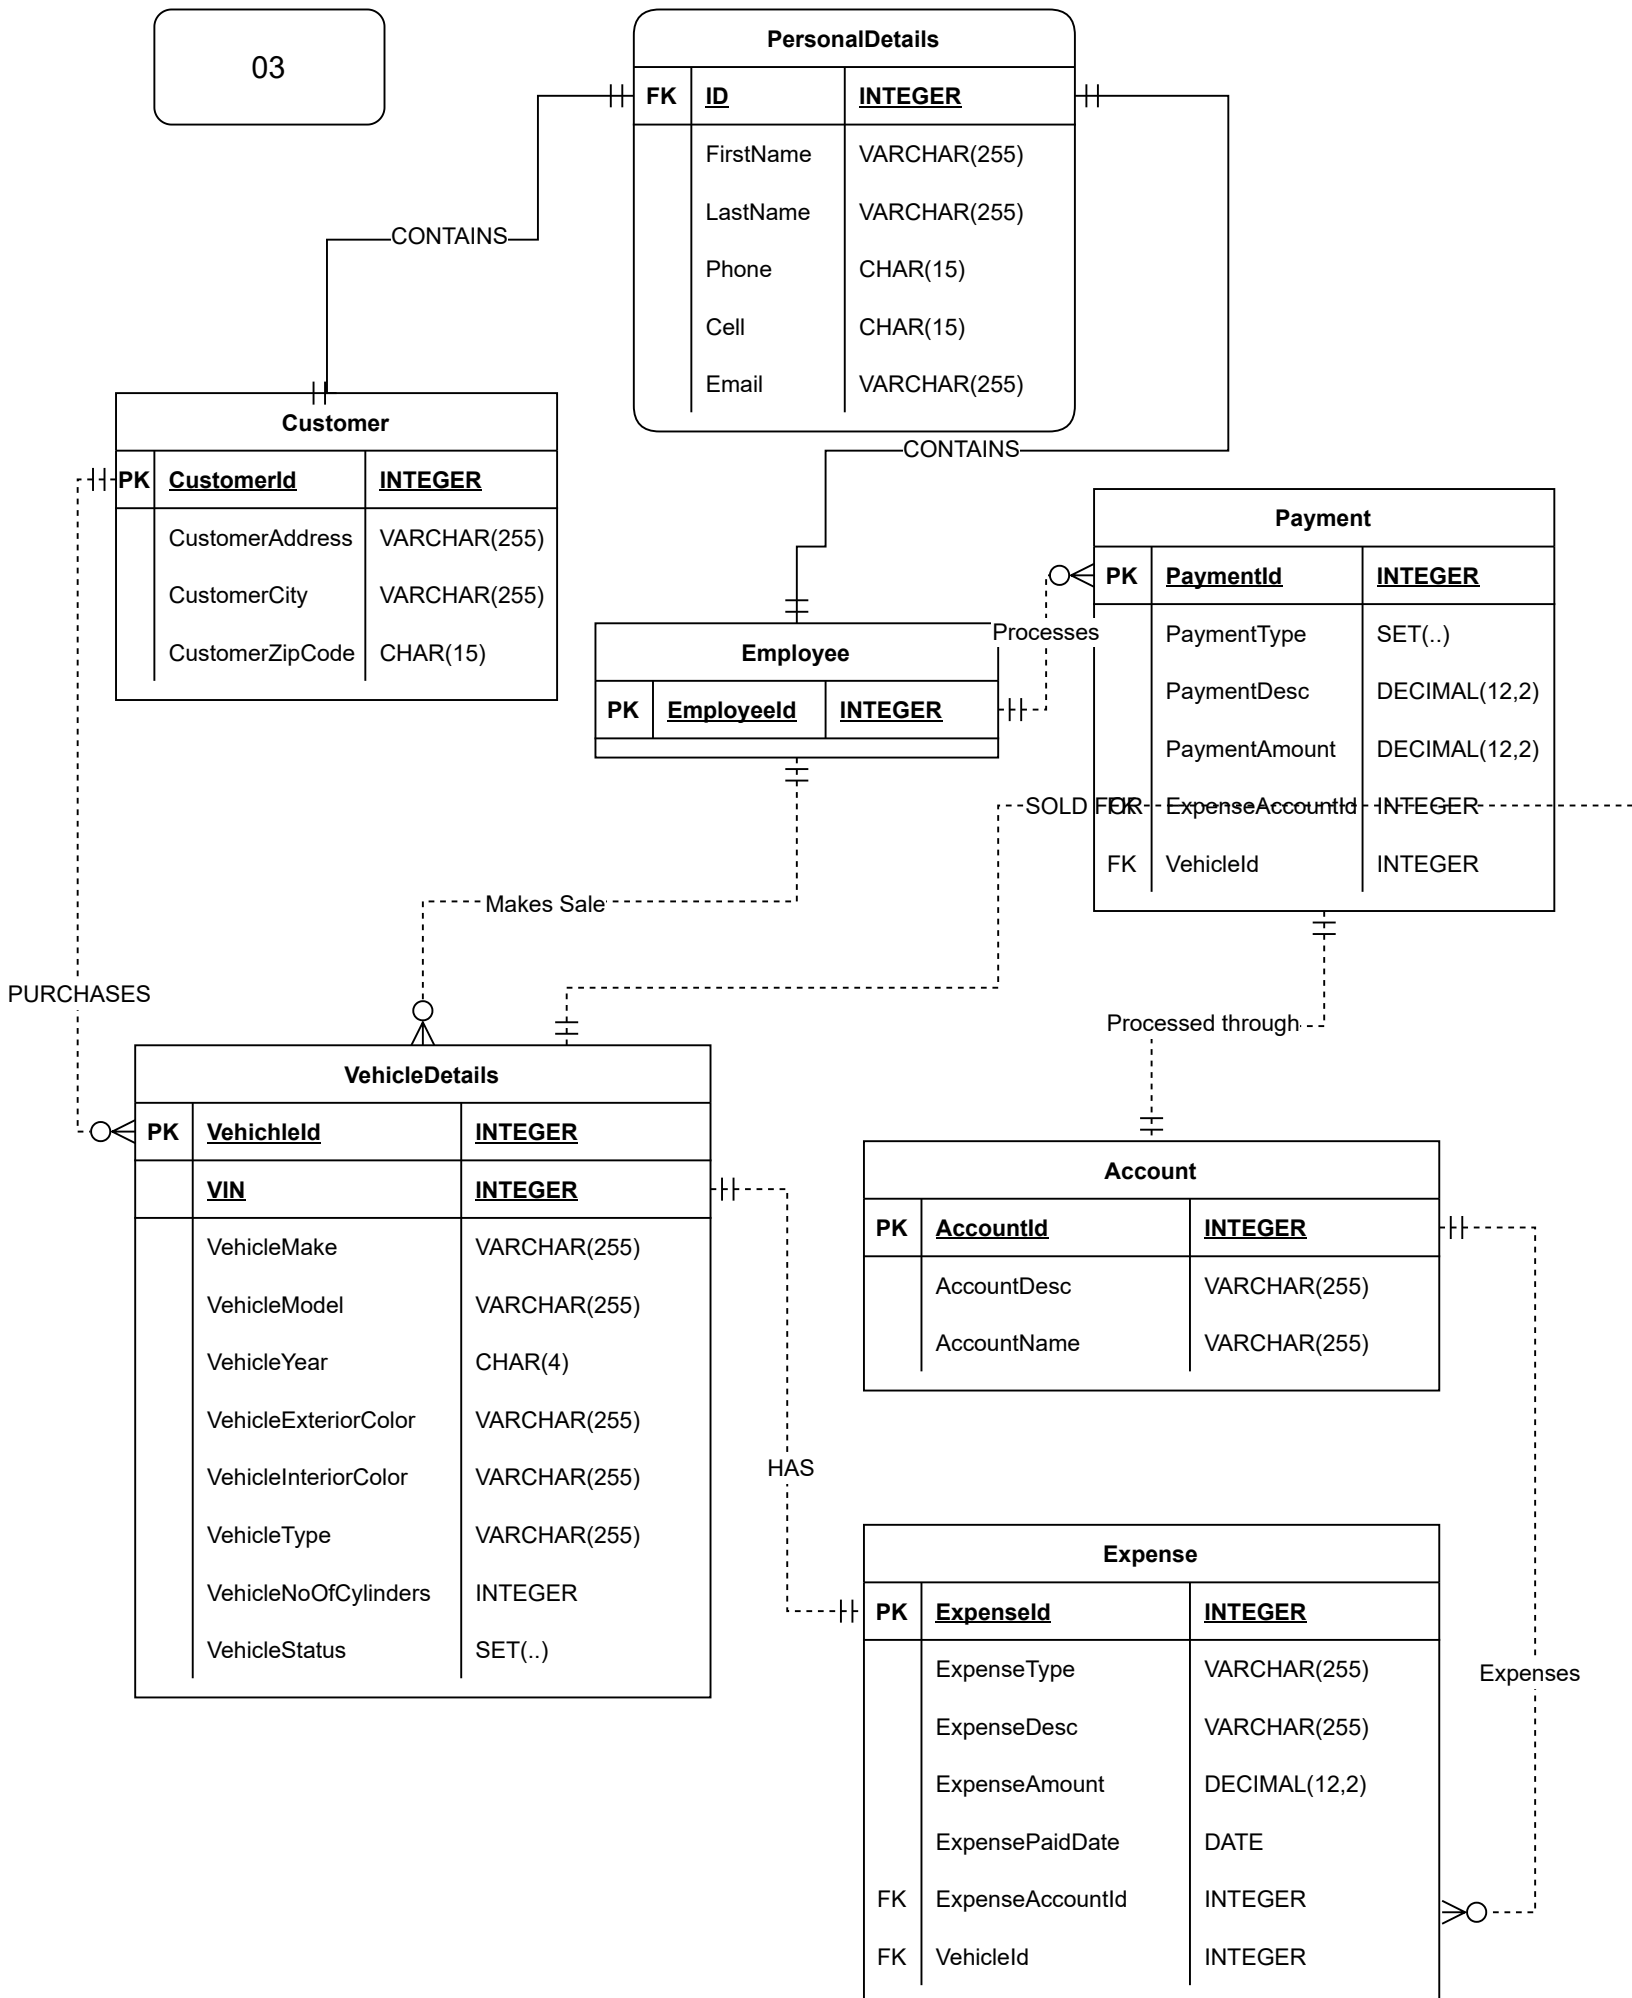 03
PersonalDetails
FK ID INTEGER
FirstName VARCHAR(255)
LastName VARCHAR(255)
Phone CHAR(15)
Cell CHAR(15)
Email VARCHAR(255)
CONTAINS
CONTAINS
Customer
PK CustomerId INTEGER
CustomerAddress VARCHAR(255)
CustomerCity VARCHAR(255)
CustomerZipCode CHAR(15)
Employee
PK EmployeeId INTEGER
Processes
Payment
PK PaymentId INTEGER
PaymentType SET(..)
PaymentDesc DECIMAL(12,2)
PaymentAmount DECIMAL(12,2)
SOLD FOR
FK ExpenseAccountId INTEGER
FK VehicleId INTEGER
Makes Sale
PURCHASES
Processed through
VehicleDetails
PK VehichleId INTEGER
VIN INTEGER
VehicleMake VARCHAR(255)
VehicleModel VARCHAR(255)
VehicleYear CHAR(4)
VehicleExteriorColor VARCHAR(255)
VehicleInteriorColor VARCHAR(255)
VehicleType VARCHAR(255)
VehicleNoOfCylinders INTEGER
VehicleStatus SET(..)
Account
PK AccountId INTEGER
AccountDesc VARCHAR(255)
AccountName VARCHAR(255)
HAS
Expenses
Expense
PK ExpenseId INTEGER
ExpenseType VARCHAR(255)
ExpenseDesc VARCHAR(255)
ExpenseAmount DECIMAL(12,2)
ExpensePaidDate DATE
FK ExpenseAccountId INTEGER
FK VehicleId INTEGER